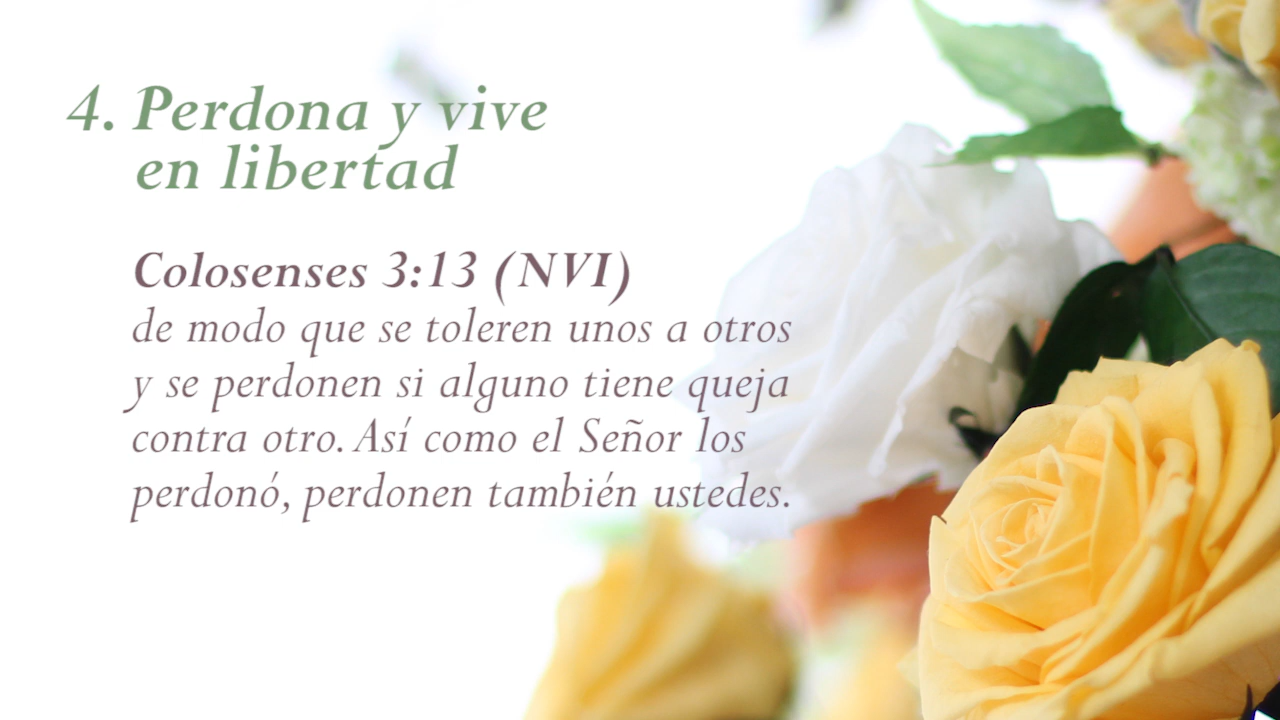 4. Perdona y vive
en libertad
Colosenses 3:13 (NVI)
de modo que se toleren unos a otros
y se perdonen si alguno tiene queja
contra otro. Así como el Señor los
perdonó, perdonen también ustedes.